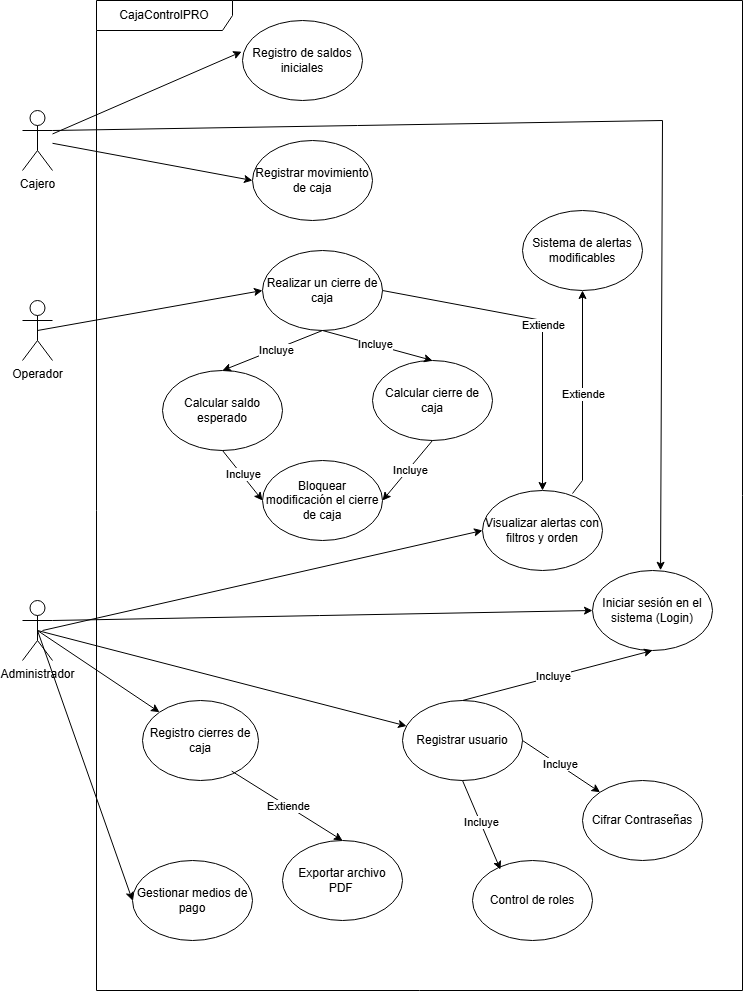 CajaControlPRO
Registro de saldos
iniciales
Cajero
Registrar movimiento
de caja
Sistema de alertas
modificables
Realizar un cierre de
caja
Operador
Extiende
Incluye
Incluye
Calcular saldo
esperado
Calcular cierre de
caja
Extiende
Incluye
Incluye
Bloquear
modificación el cierre
de caja
Visualizar alertas con
filtros y orden
Iniciar sesión en el
sistema (Login)
Administrador
Incluye
Registro cierres de
caja
Registrar usuario
Incluye
Extiende
Incluye
Cifrar Contraseñas
Exportar archivo
PDF
Gestionar medios de
pago
Control de roles